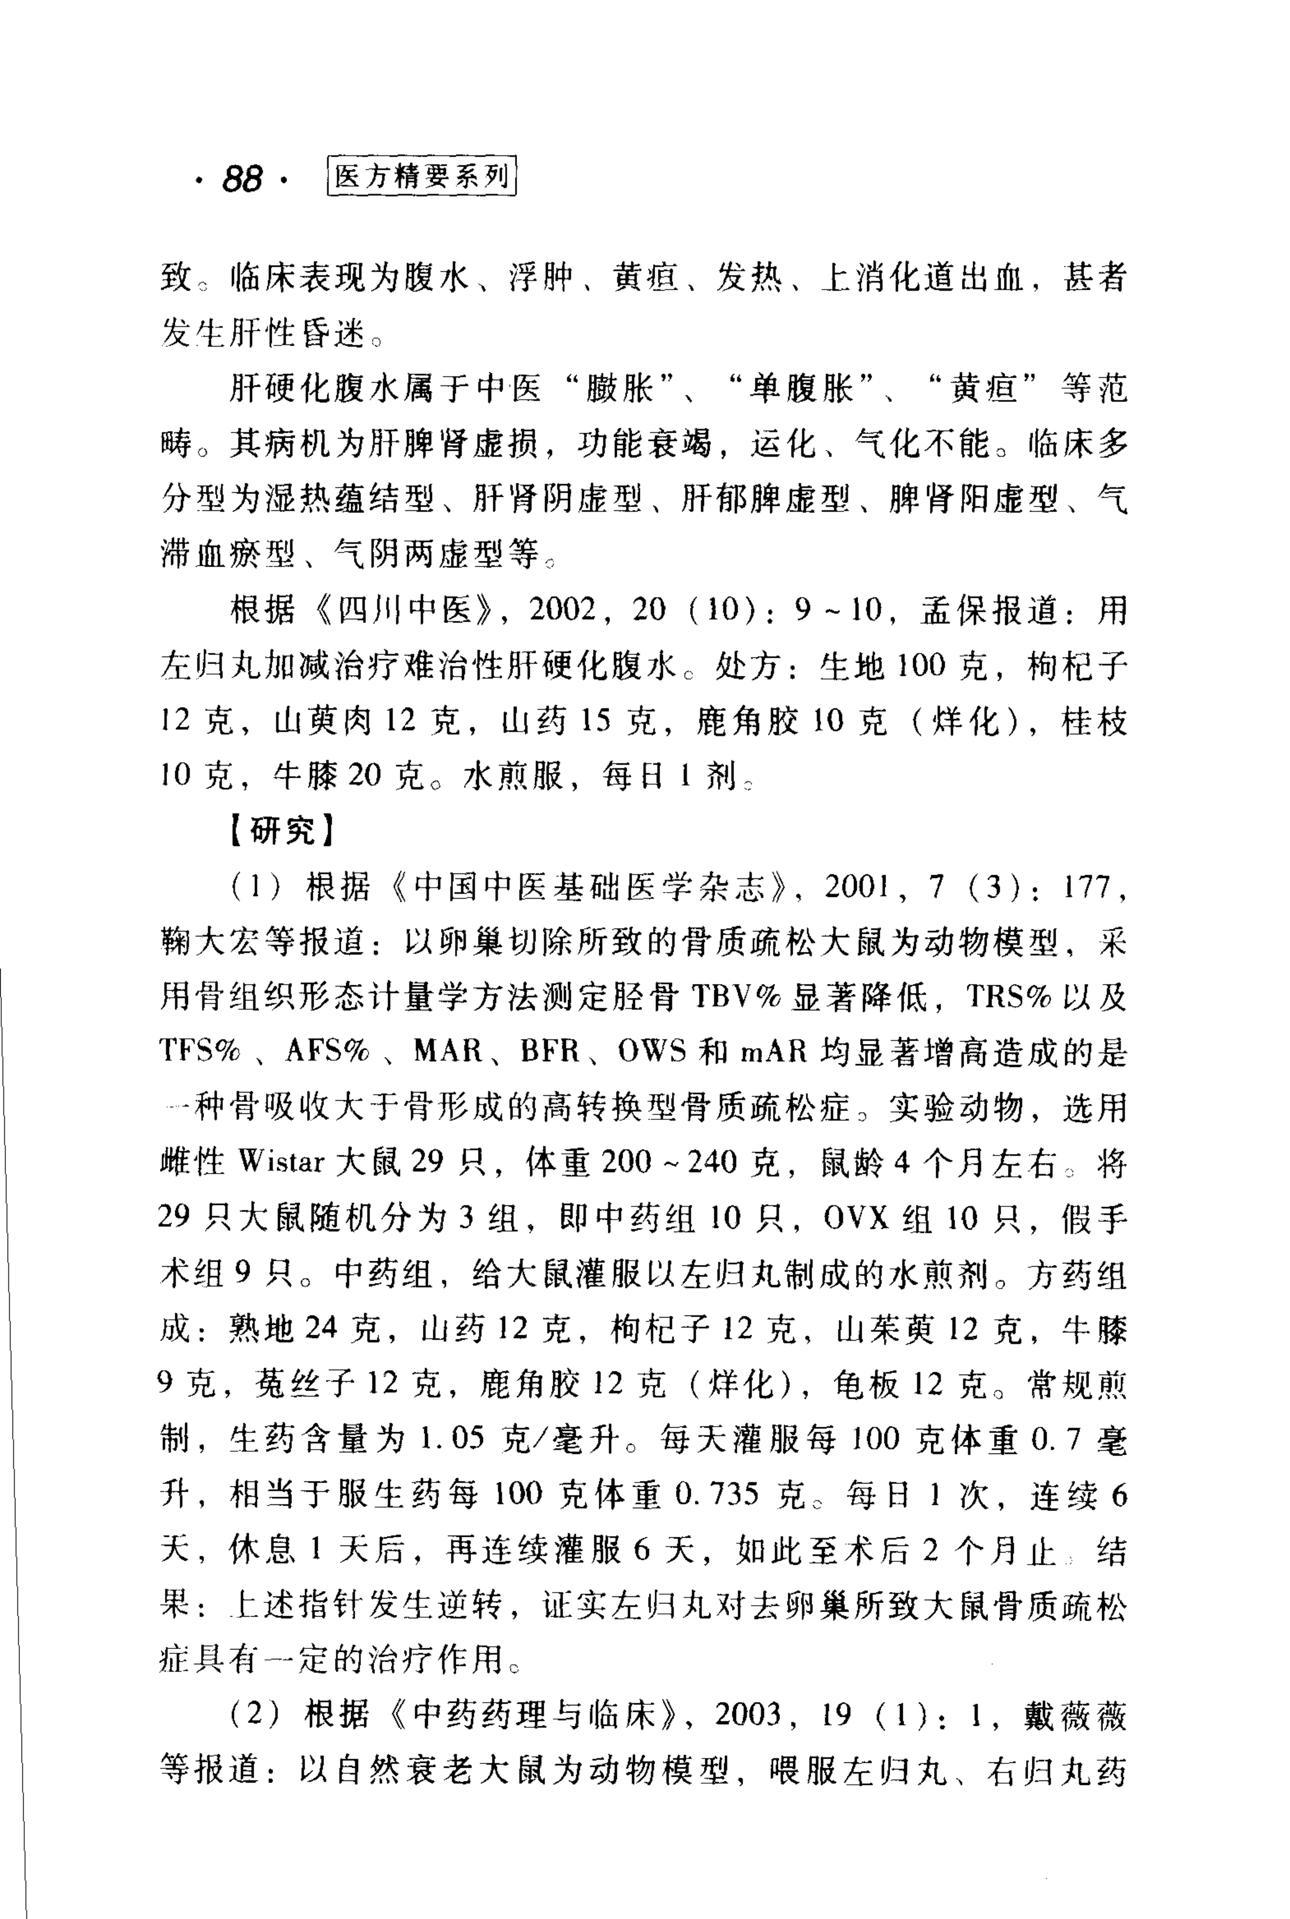 · 88 · 医方精要系列
致。临床表现为腹水、浮肿、黄疸、发热、上消化道出血，甚者
发生肝性昏迷。
肝硬化腹水属于中医“臌胀”、“单腹胀”、“黄疸”等范
畴。其病机为肝脾肾虚损，功能衰竭，运化、气化不能。临床多
分型为湿热蕴结型、肝肾阴虚型、肝郁脾虚型、脾肾阳虚型、气
滞血瘀型、气阴两虚型等。
根据《四川中医》，2002，20（10）：9~10，孟保报道：用
左归丸加减治疗难治性肝硬化腹水。处方：生地 100 克，枸杞子
12 克，山萸肉 12 克，山药 15 克，鹿角胶 10 克（烊化），桂枝
10 克，牛膝 20 克。水煎服，每日 1 剂。
【研究】
（1）根据《中国中医基础医学杂志》，2001，7（3）：177，
鞠大宏等报道：以卵巢切除所致的骨质疏松大鼠为动物模型，采
用骨组织形态计量学方法测定胫骨 TBV% 显著降低，TRS% 以及
TFS%、AFS%、MAR、BFR、OWS 和 mAR 均显著增高造成的是
一种骨吸收大于骨形成的高转换型骨质疏松症。实验动物，选用
雌性 Wistar 大鼠 29 只，体重 200~240 克，鼠龄 4 个月左右。将
29 只大鼠随机分为 3 组，即中药组 10 只，OVX 组 10 只，假手
术组 9 只。中药组，给大鼠灌服以左归丸制成的水煎剂。方药组
成：熟地 24 克，山药 12 克，枸杞子 12 克，山茱萸 12 克，牛膝
9 克，菟丝子 12 克，鹿角胶 12 克（烊化），龟板 12 克。常规煎
制，生药含量为 1.05 克/毫升。每天灌服每 100 克体重 0.7 毫
升，相当于服生药每 100 克体重 0.735 克。每日 1 次，连续 6
天，休息 1 天后，再连续灌服 6 天，如此至术后 2 个月止。结
果：上述指针发生逆转，证实左归丸对去卵巢所致大鼠骨质疏松
症具有一定的治疗作用。
（2）根据《中药药理与临床》，2003，19（1）：1，戴薇薇
等报道：以自然衰老大鼠为动物模型，喂服左归丸、右归丸药